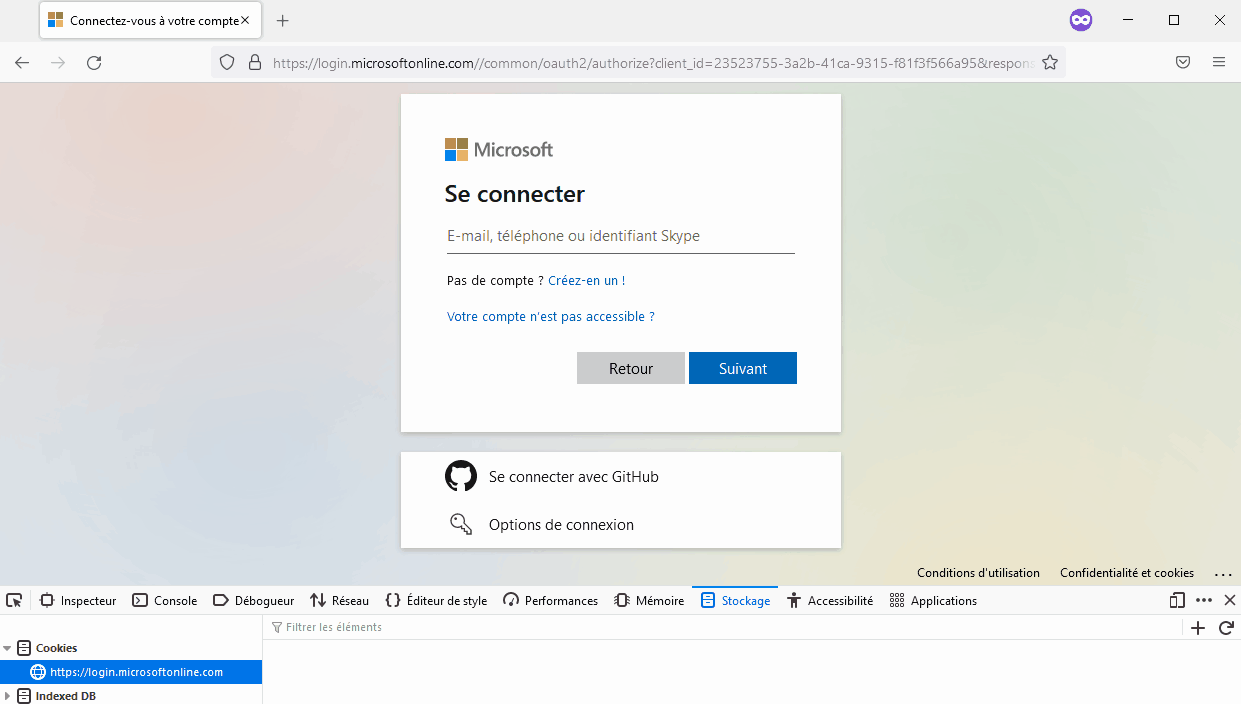 Connectez-vous à votre compte
https://login.microsoftonline.com//common/oauth2/authorize?client_id=23523755-3a2b-41ca-9315-f81f3f566a95&respons
Microsoft
Se connecter
E-mail, téléphone ou identifiant Skype
Pas de compte ? Créez-en un !
Votre compte n'est pas accessible ?
Retour Suivant
Se connecter avec GitHub
Options de connexion
Conditions d'utilisation Confidentialité et cookies ...
Inspecteur Console Débogueur Réseau Éditeur de style Performances Mémoire Stockage Accessibilité Applications
Filtrer les éléments
Cookies
https://login.microsoftonline.com
Indexed DB